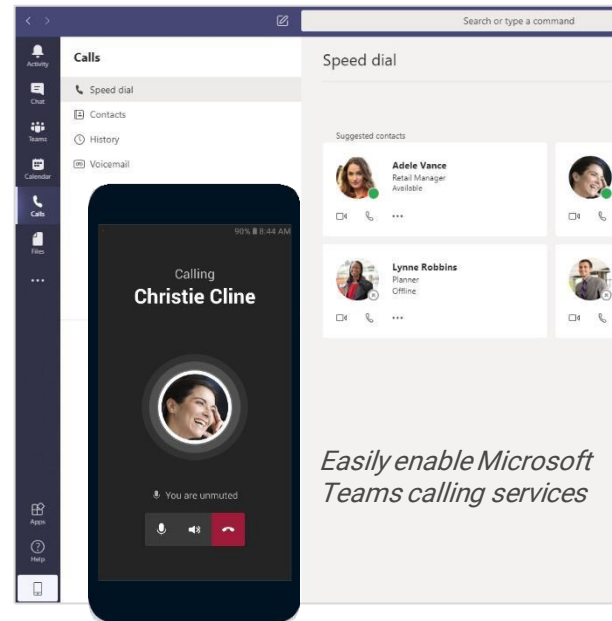 Search or type a command
Activity
Chat
Teams
Calendar
Calls
Files
Apps
Help
Calls
Speed dial
Contacts
History
Voicemail
Speed dial
Suggested contacts
Adele Vance
Retail Manager
Available
Lynne Robbins
Planner
Offline
90% 8:44 AM
Calling
Christie Cline
You are unmuted
Easily enable Microsoft
Teams calling services